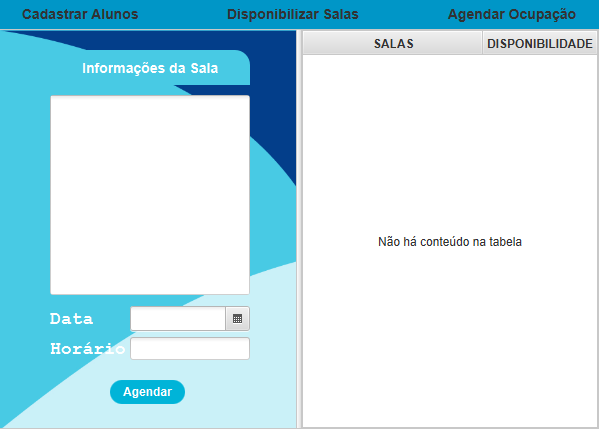 Cadastrar Alunos Disponibilizar Salas Agendar Ocupação
Informações da Sala
SALAS DISPONIBILIDADE
Não há conteúdo na tabela
Data
Horário
Agendar